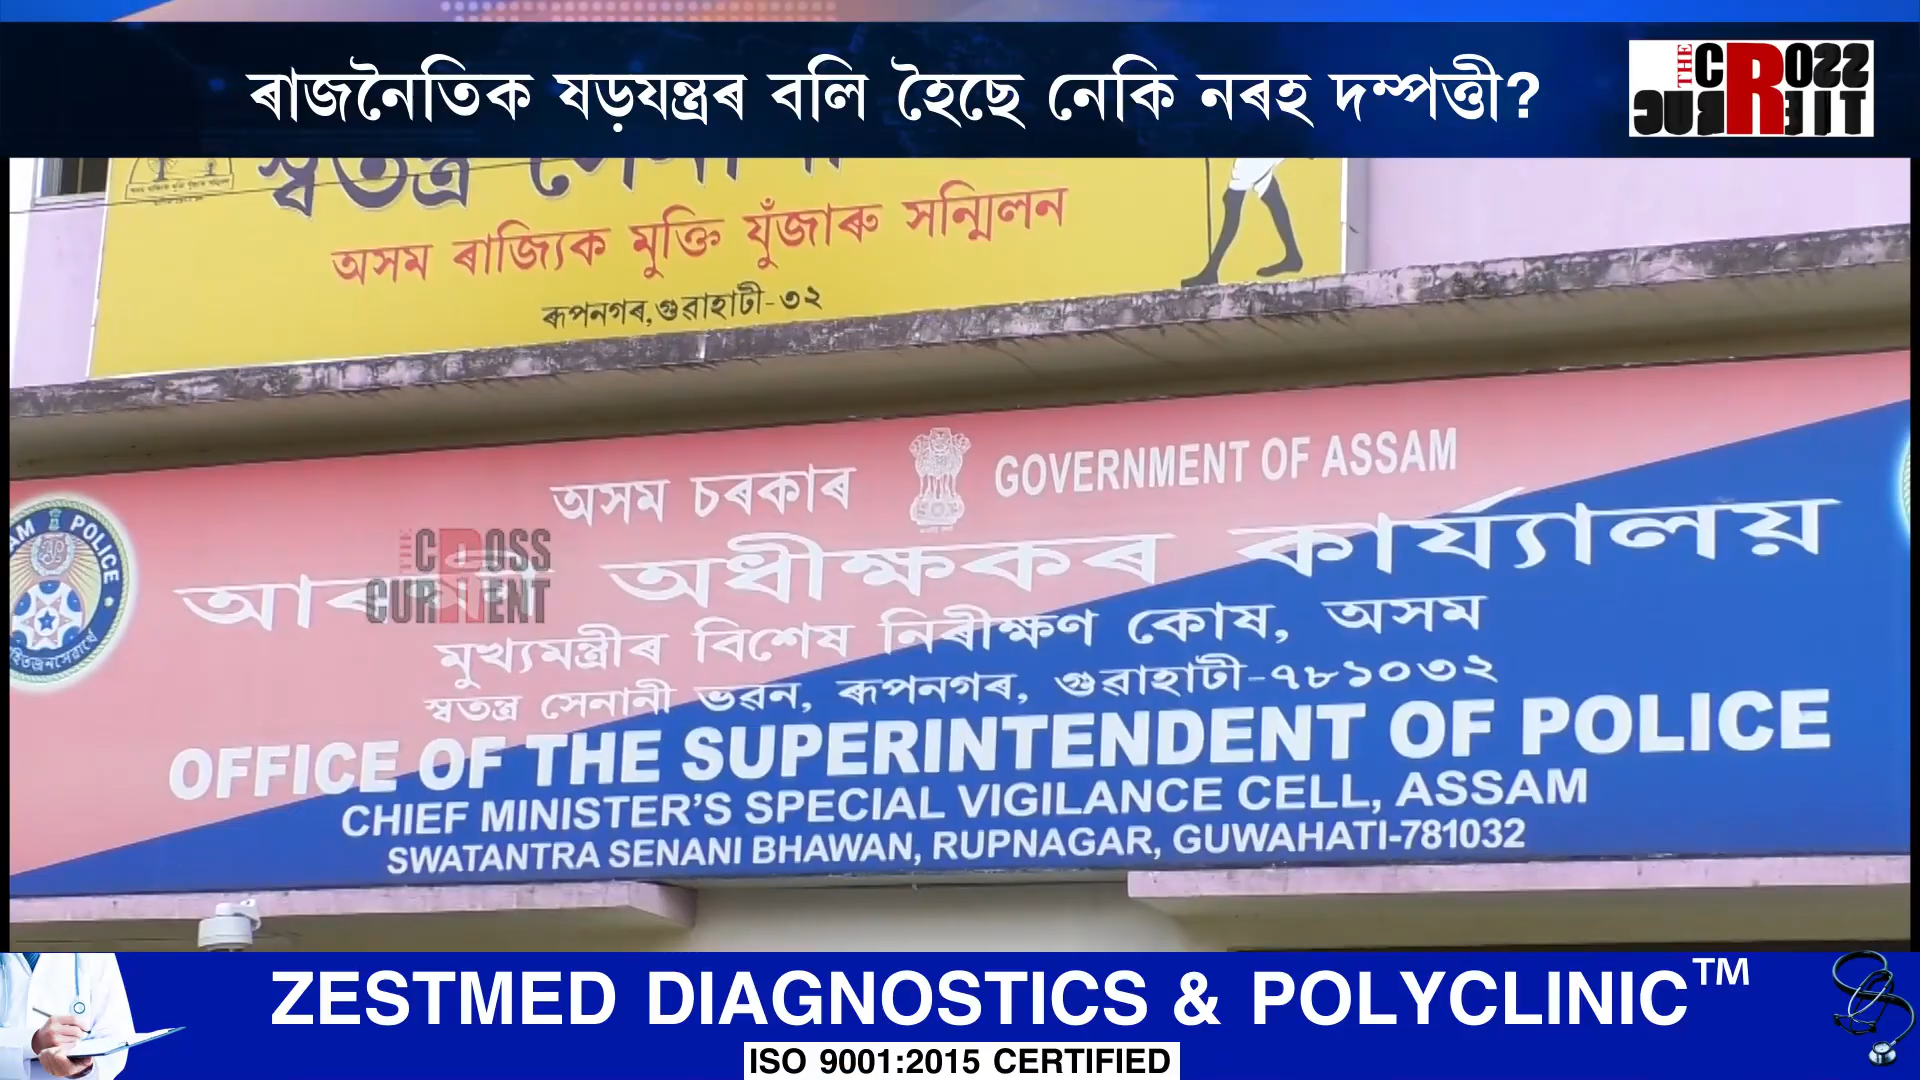 ৰাজনৈতিক ষড়যন্ত্ৰৰ বলি হৈছে নেকি নৰহ দম্পত্তী?
THE CROSS CURRENT
অসম ৰাজ্যিক মুক্তি যুঁজাৰু সন্মিলন
ৰূপনগৰ,গুৱাহাটী-৩২
অসম চৰকাৰ GOVERNMENT OF ASSAM
POLICE
THE CROSS CURRENT
অধীক্ষকৰ কাৰ্য্যালয়
মুখ্যমন্ত্ৰীৰ বিশেষ নিৰীক্ষণ কোষ, অসম
স্বতন্ত্ৰ সেনানী ভৱন, ৰূপনগৰ, গুৱাহাটী-৭৮১০৩২
OFFICE OF THE SUPERINTENDENT OF POLICE
CHIEF MINISTER'S SPECIAL VIGILANCE CELL, ASSAM
SWATANTRA SENANI BHAWAN, RUPNAGAR, GUWAHATI-781032
ZESTMED DIAGNOSTICS & POLYCLINIC™
ISO 9001:2015 CERTIFIED